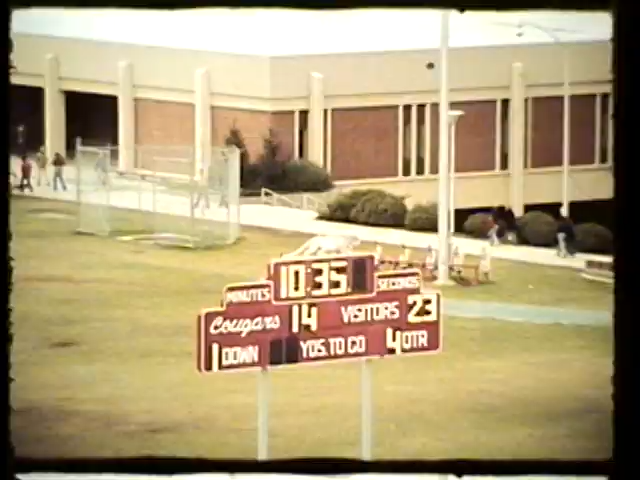 MINUTES 10:35 SECONDS
Cougars 14 VISITORS 23
1 DOWN YDS. TO GO 4 QTR